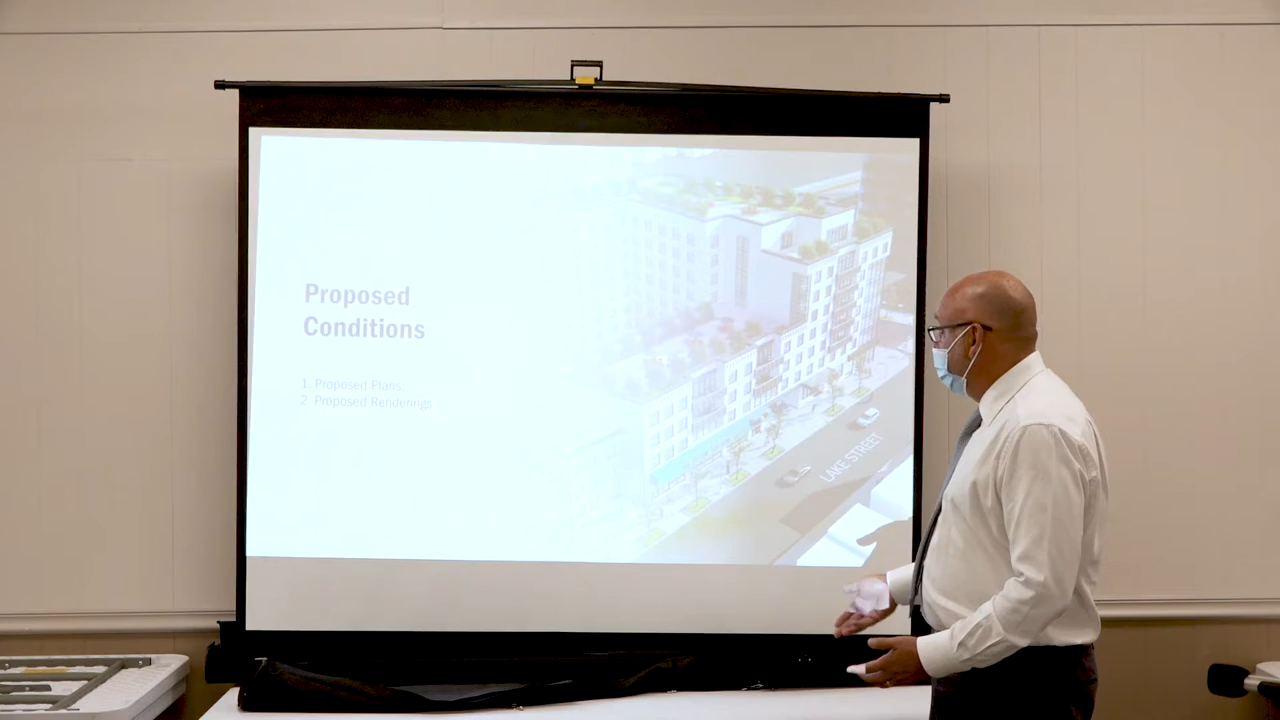 Proposed
Conditions
1. Proposed Plans
2. Proposed Renderings
LAKE STREET